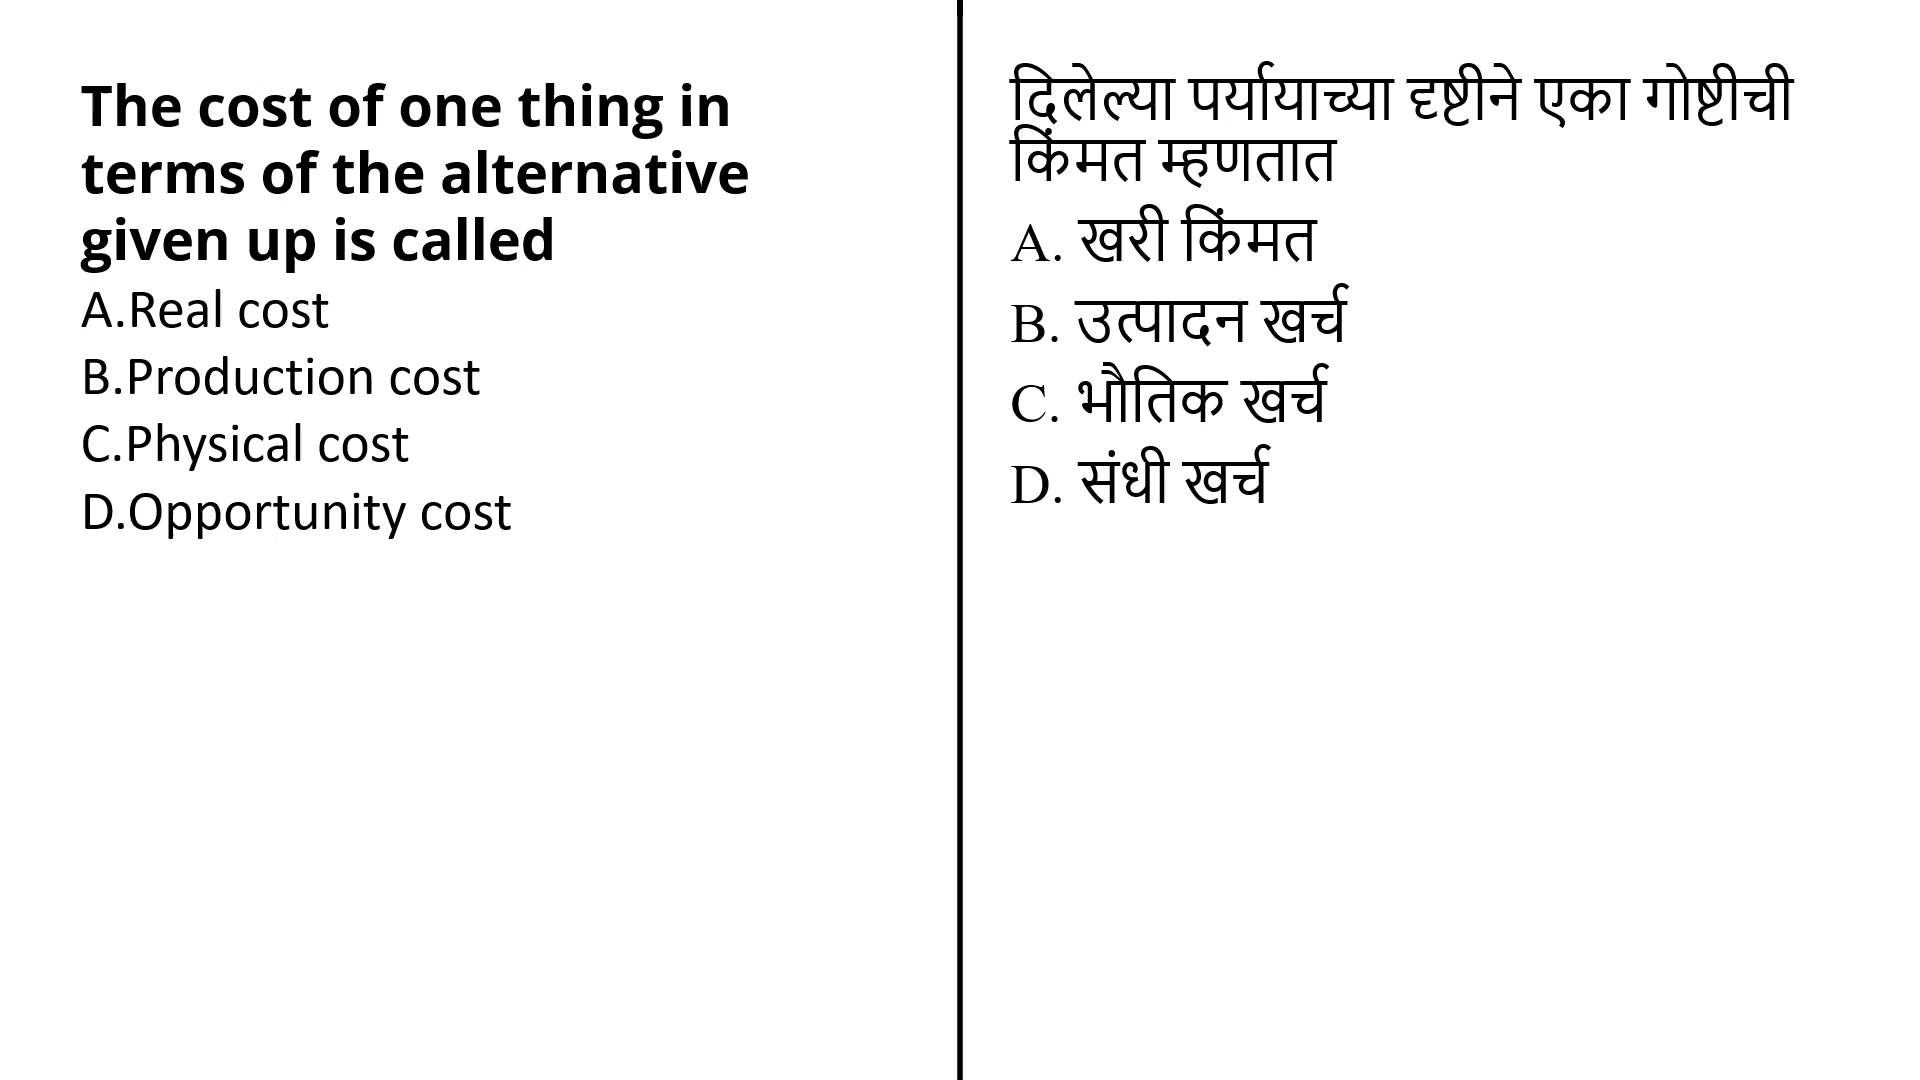 The cost of one thing in
terms of the alternative
given up is called
A.Real cost
B.Production cost
C.Physical cost
D.Opportunity cost
दिलेल्या पर्यायाच्या दृष्टीने एका गोष्टीची
किंमत म्हणतात
A. खरी किंमत
B. उत्पादन खर्च
C. भौतिक खर्च
D. संधी खर्च